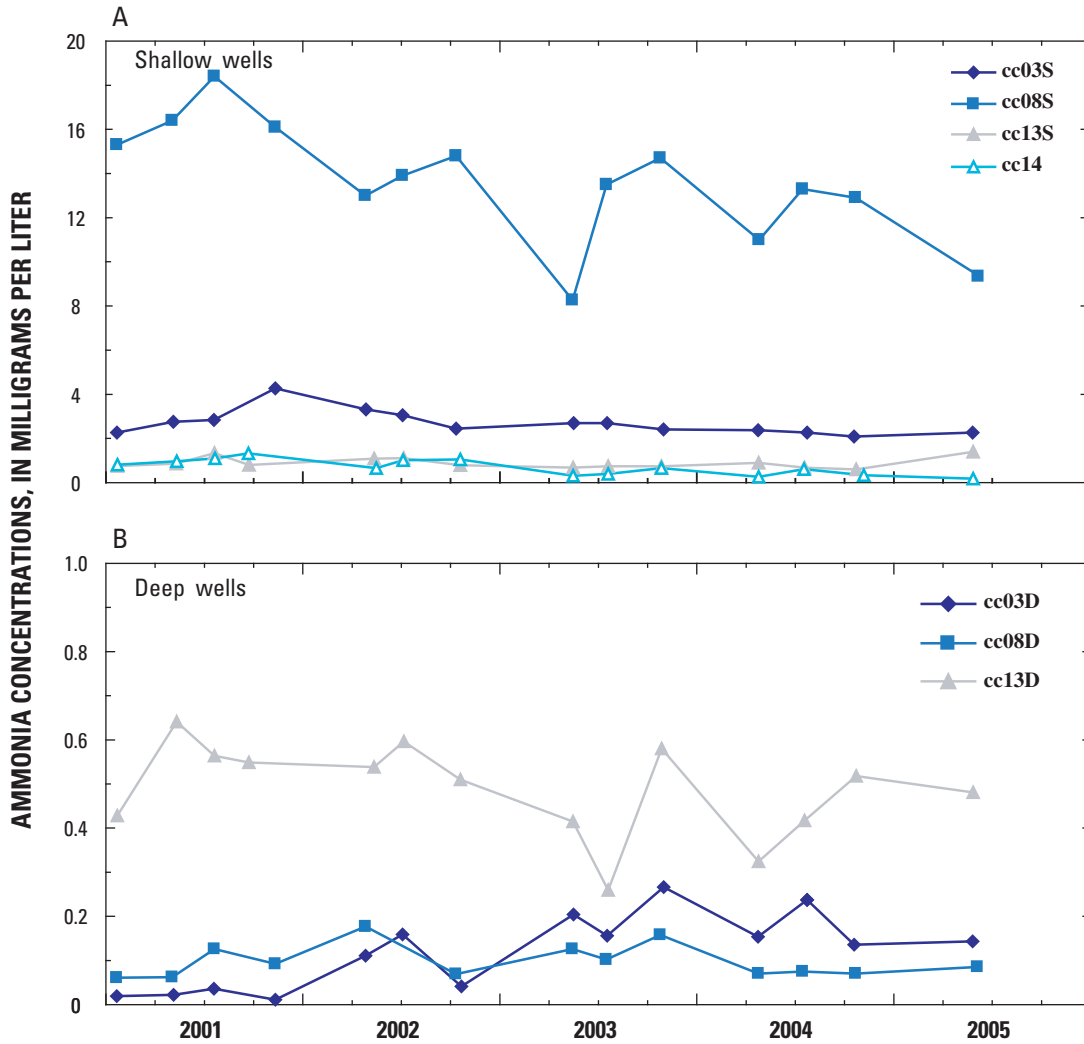 A
Shallow wells
20
16
12
8
4
0
cc03S
cc08S
cc13S
cc14
AMMONIA CONCENTRATIONS, IN MILLIGRAMS PER LITER
B
Deep wells
1.0
0.8
0.6
0.4
0.2
0
cc03D
cc08D
cc13D
2001 2002 2003 2004 2005